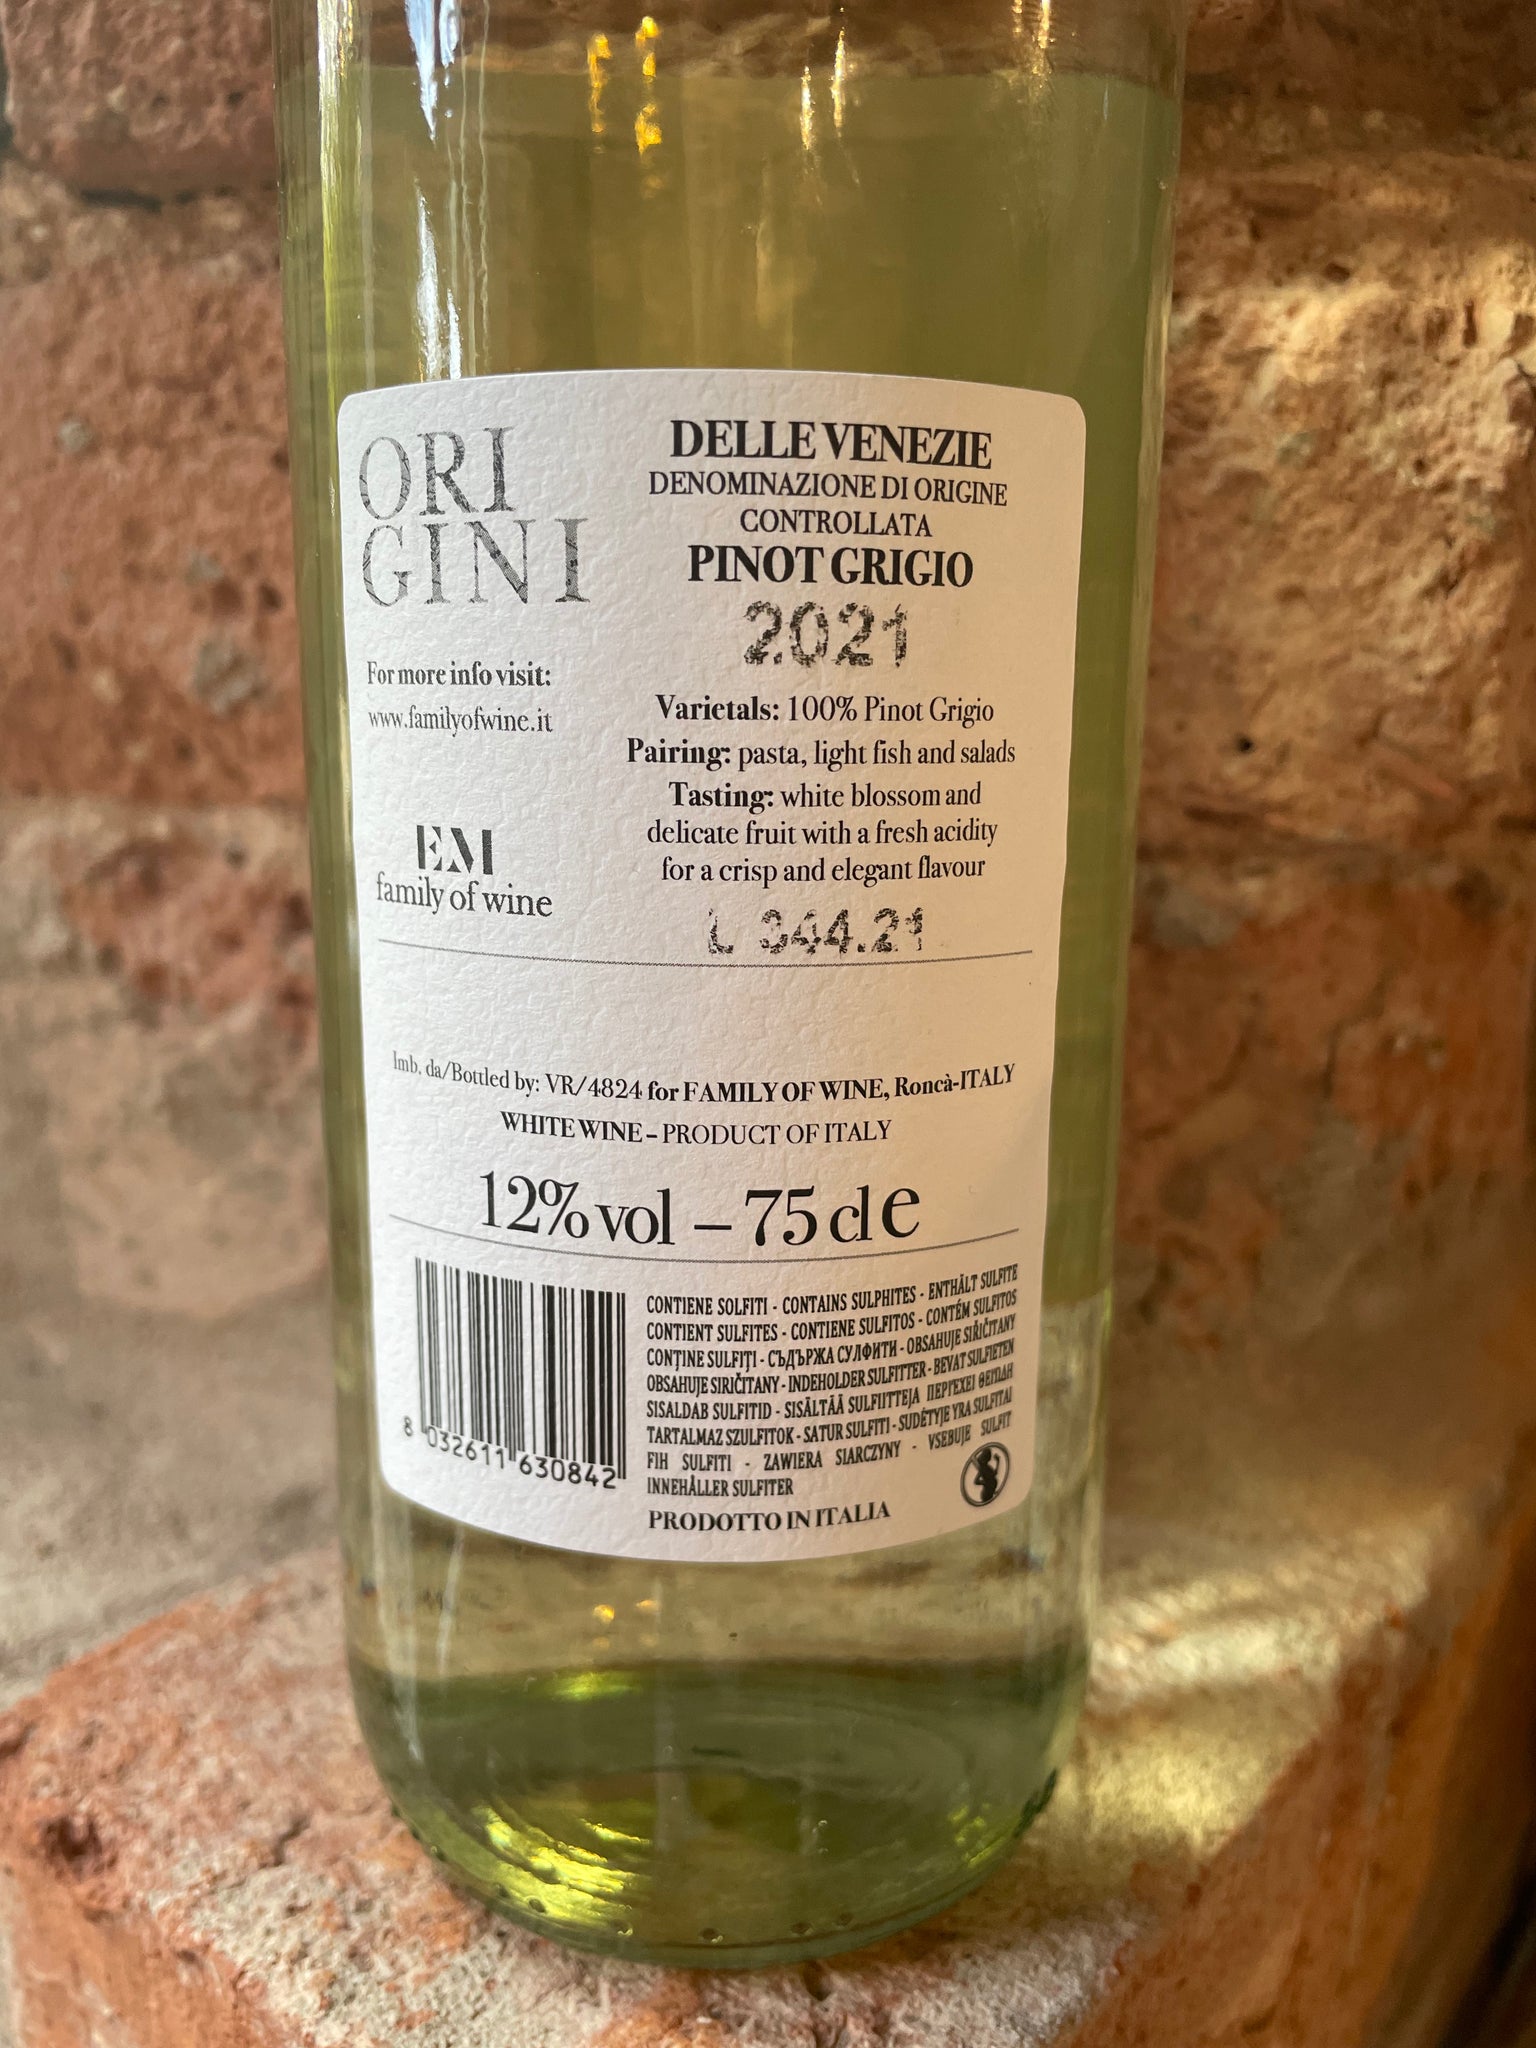 ORI
GINI
For more info visit:
www.familyofwine.it
EM
family of wine
DELLE VENEZIE
DENOMINAZIONE DI ORIGINE
CONTROLLATA
PINOT GRIGIO
2021
Varietals: 100% Pinot Grigio
Pairing: pasta, light fish and salads
Tasting: white blossom and
delicate fruit with a fresh acidity
for a crisp and elegant flavour
L 344.21
Imb. da/Bottled by: VR/4824 for FAMILY OF WINE, Roncà-ITALY
WHITE WINE – PRODUCT OF ITALY
12% vol – 75 cl e
8 032611 630842
CONTIENE SOLFITI - CONTAINS SULPHITES - ENTHÄLT SULFITE
CONTIENT SULFITES - CONTIENE SULFITOS - CONTÉM SULFITOS
CONȚINE SULFIȚI - СЪДЪРЖА СУЛФИТИ - OBSAHUJE SIŘIČITANY
OBSAHUJE SIRIČITANY - INDEHOLDER SULFITTER - BEVAT SULFIETEN
SISALDAB SULFITID - SISÄLTÄÄ SULFIITTEJA
TARTALMAZ SZULFITOK - SATUR SULFITI - SUDĖTYJE YRA SULFITAI
FIH SULFITI - ZAWIERA SIARCZYNY - VSEBUJE SULFIT
INNEHÅLLER SULFITER
PRODOTTO IN ITALIA